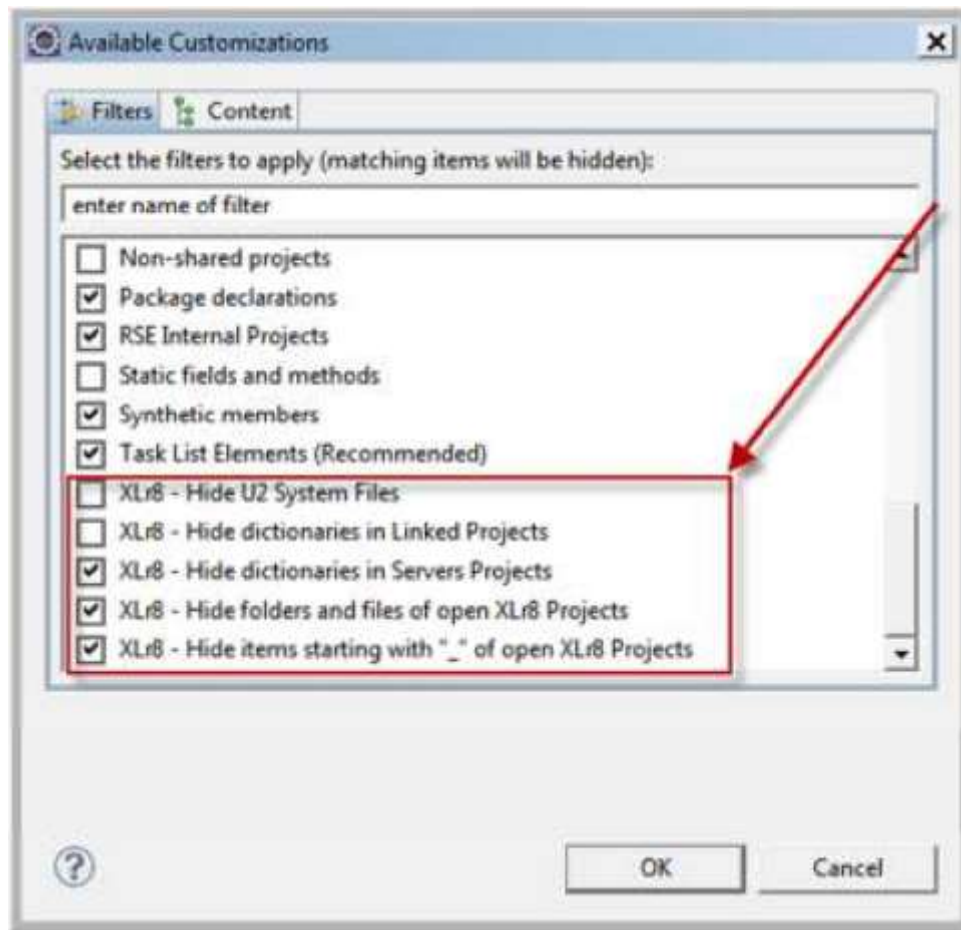 Available Customizations
Filters Content
Select the filters to apply (matching items will be hidden):
enter name of filter
Non-shared projects
Package declarations
RSE Internal Projects
Static fields and methods
Synthetic members
Task List Elements (Recommended)
XLr8 - Hide U2 System Files
XLr8 - Hide dictionaries in Linked Projects
XLr8 - Hide dictionaries in Servers Projects
XLr8 - Hide folders and files of open XLr8 Projects
XLr8 - Hide items starting with "_" of open XLr8 Projects
?
OK Cancel